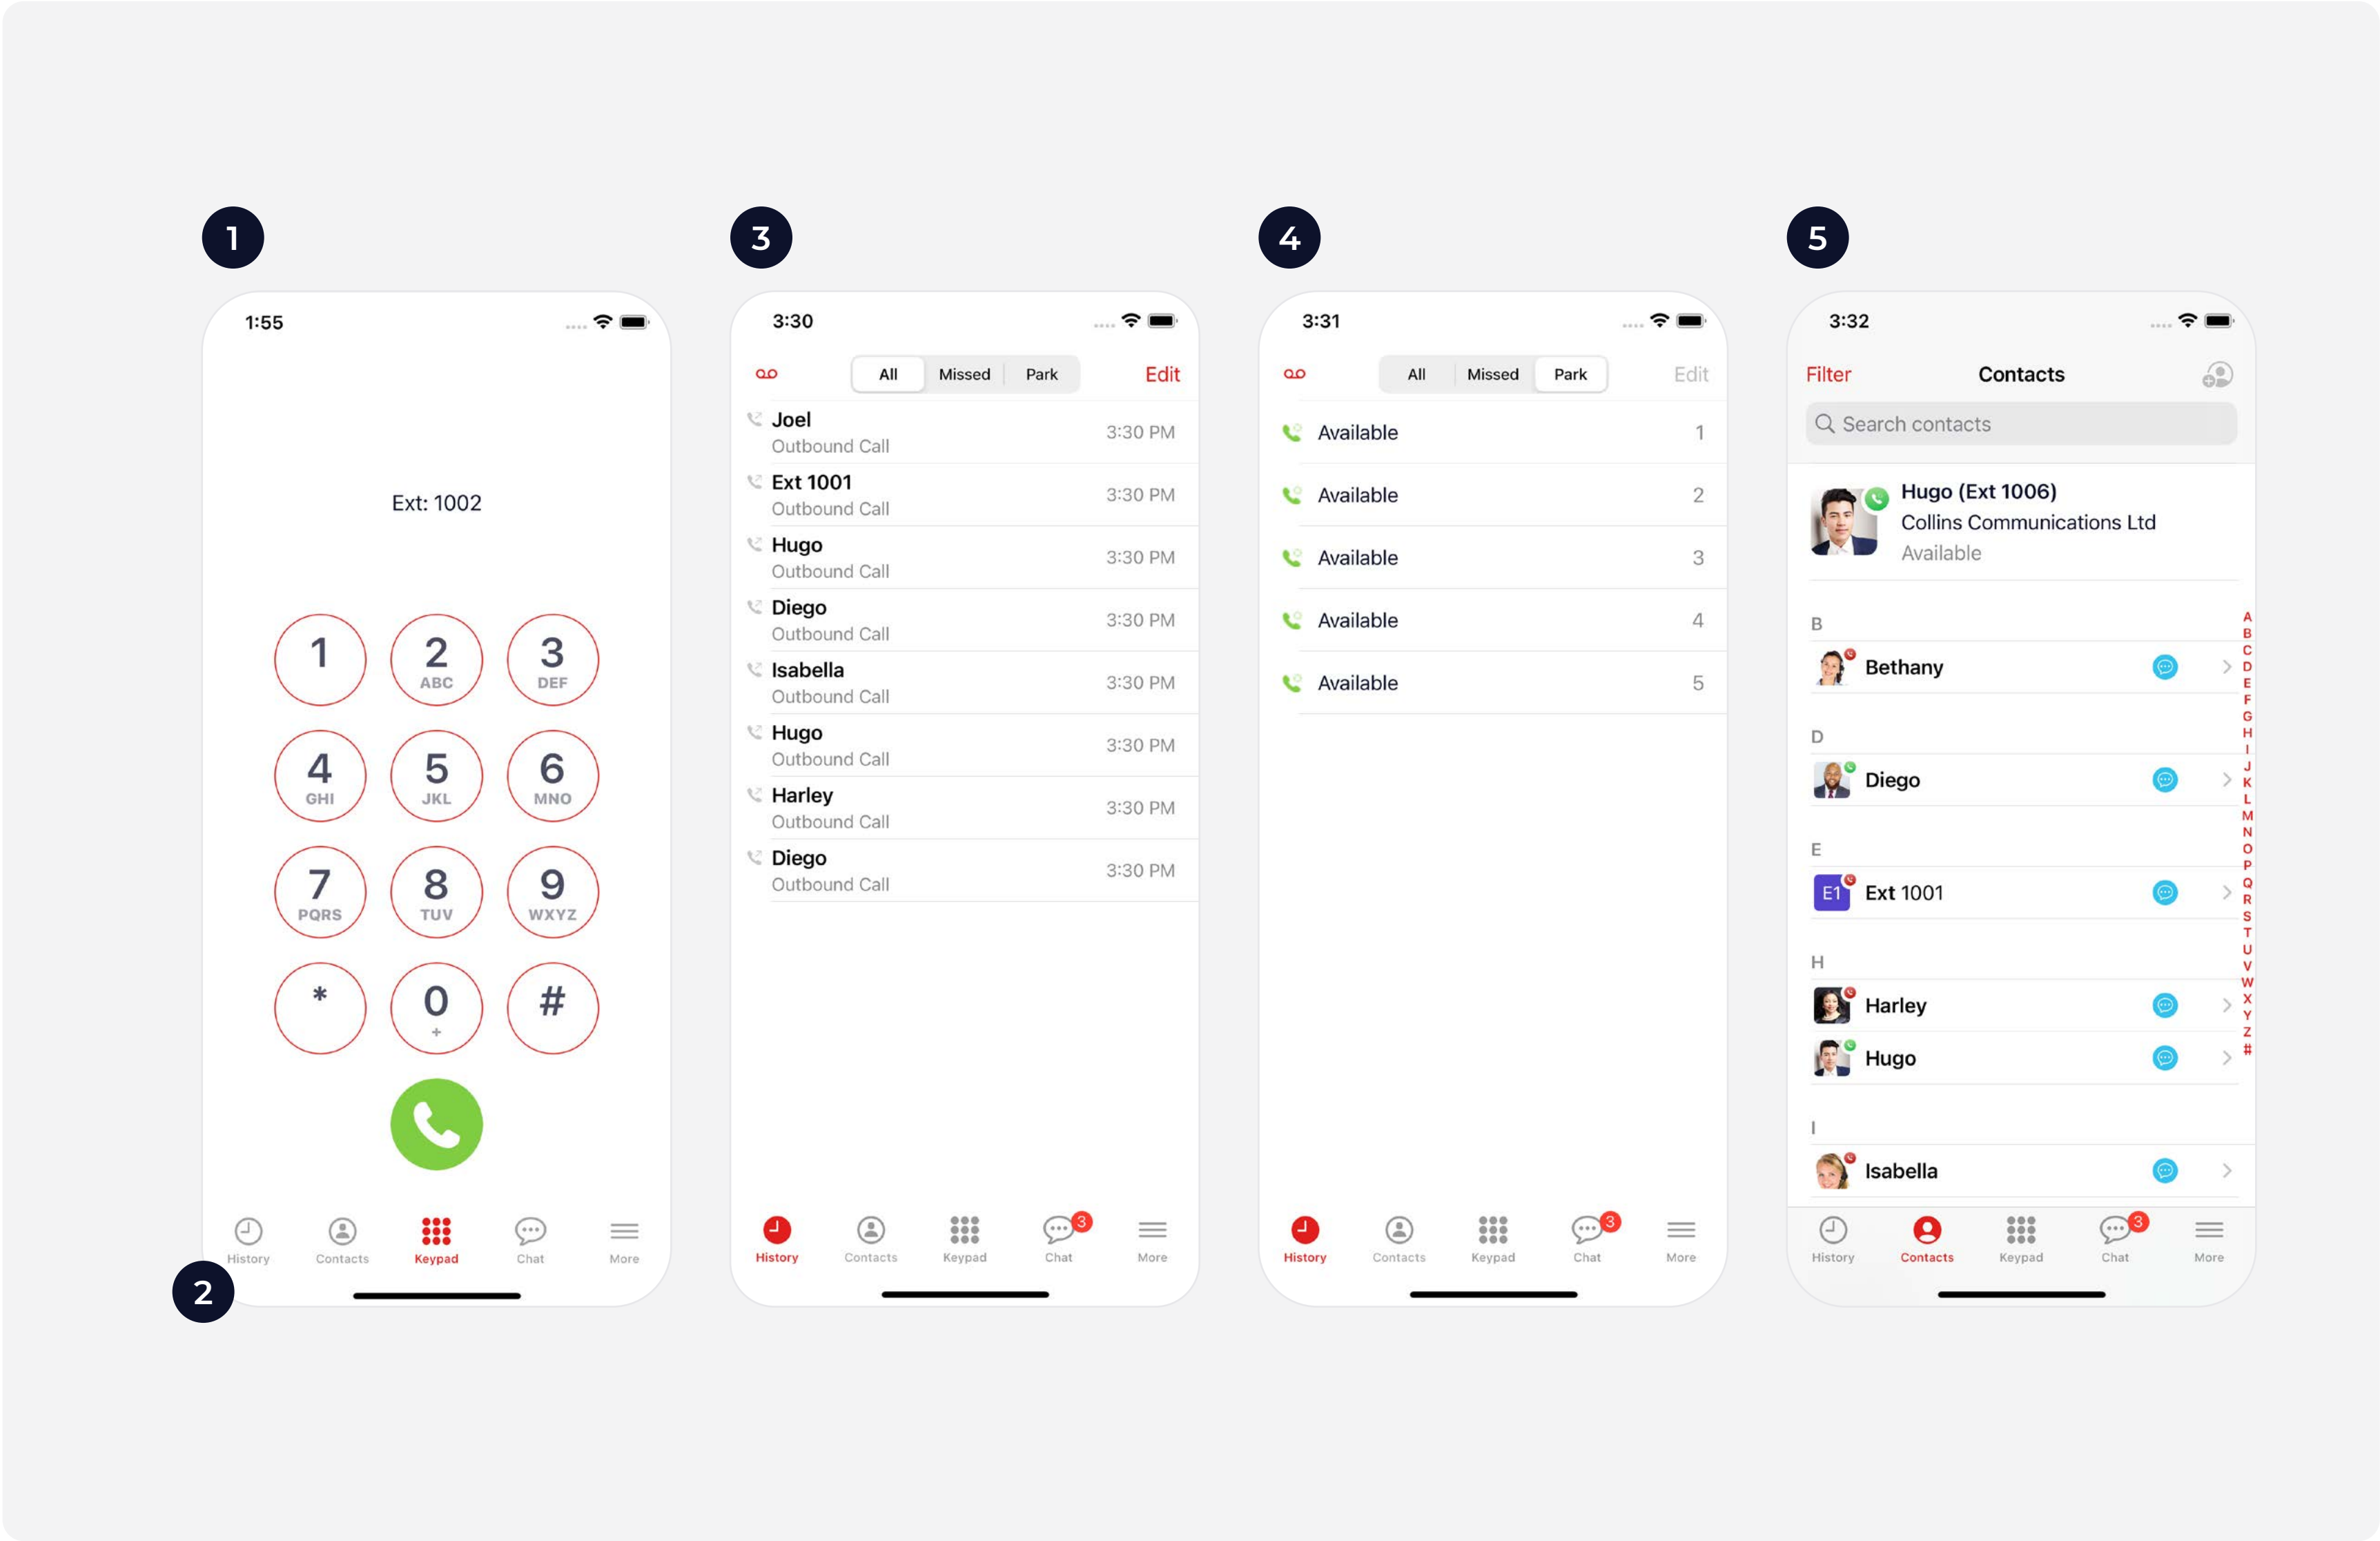 1
1:55
Ext: 1002
1
2
ABC
3
DEF
4
GHI
5
JKL
6
MNO
7
PQRS
8
TUV
9
WXYZ
*
0
+
#
History
Contacts
Keypad
Chat
More
2
3
3:30
All
Missed
Park
Edit
Joel
Outbound Call
3:30 PM
Ext 1001
Outbound Call
3:30 PM
Hugo
Outbound Call
3:30 PM
Diego
Outbound Call
3:30 PM
Isabella
Outbound Call
3:30 PM
Hugo
Outbound Call
3:30 PM
Harley
Outbound Call
3:30 PM
Diego
Outbound Call
3:30 PM
History
Contacts
Keypad
3
Chat
More
4
3:31
All
Missed
Park
Edit
Available 1
Available 2
Available 3
Available 4
Available 5
History
Contacts
Keypad
3
Chat
More
5
3:32
Filter
Contacts
Search contacts
Hugo (Ext 1006)
Collins Communications Ltd
Available
B
Bethany
D
Diego
E
E1
Ext 1001
H
Harley
Hugo
I
Isabella
A
B
C
D
E
F
G
H
I
J
K
L
M
N
O
P
Q
R
S
T
U
V
W
X
Y
Z
#
History
Contacts
Keypad
3
Chat
More